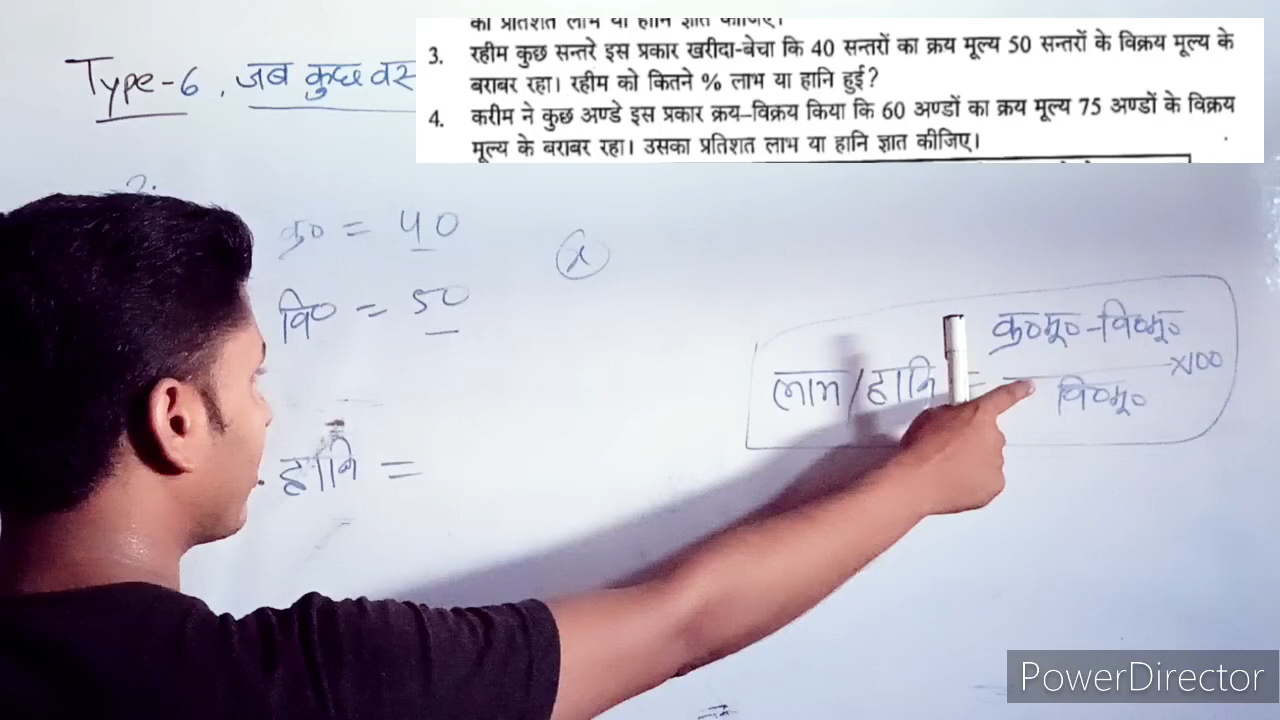 का प्रतिशत लाभ या हानि ज्ञात कीजिए।
3. रहीम कुछ सन्तरे इस प्रकार खरीदा-बेचा कि 40 सन्तरों का क्रय मूल्य 50 सन्तरों के विक्रय मूल्य के
बराबर रहा। रहीम को कितने % लाभ या हानि हुई?
4. करीम ने कुछ अण्डे इस प्रकार क्रय–विक्रय किया कि 60 अण्डों का क्रय मूल्य 75 अण्डों के विक्रय
मूल्य के बराबर रहा। उसका प्रतिशत लाभ या हानि ज्ञात कीजिए।
Type-6, जब कुछ वस
क्र० = 40
वि० = 50
हानि =
क्र०मू० - वि०मू०
लाभ/हानि = ×100
वि०मू०
PowerDirector